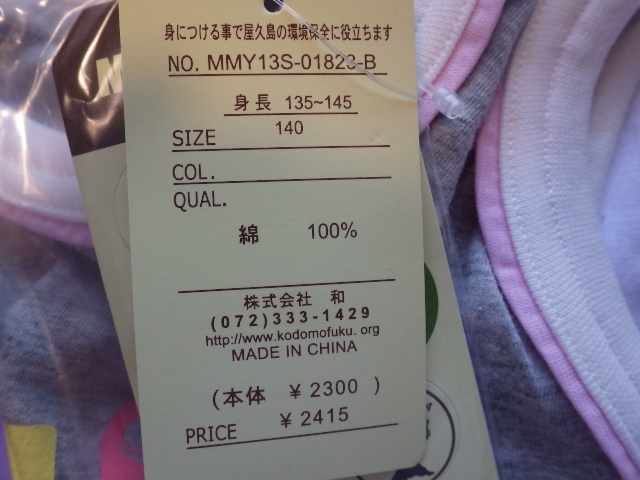 身につける事で屋久島の環境保全に役立ちます
NO. MMY13S-01823-B
身長 135~145
SIZE 140
COL.
QUAL.
綿 100%
株式会社 和
(072)333-1429
http://www.kodomofuku.org
MADE IN CHINA
(本体 ¥2300 )
PRICE ¥2415